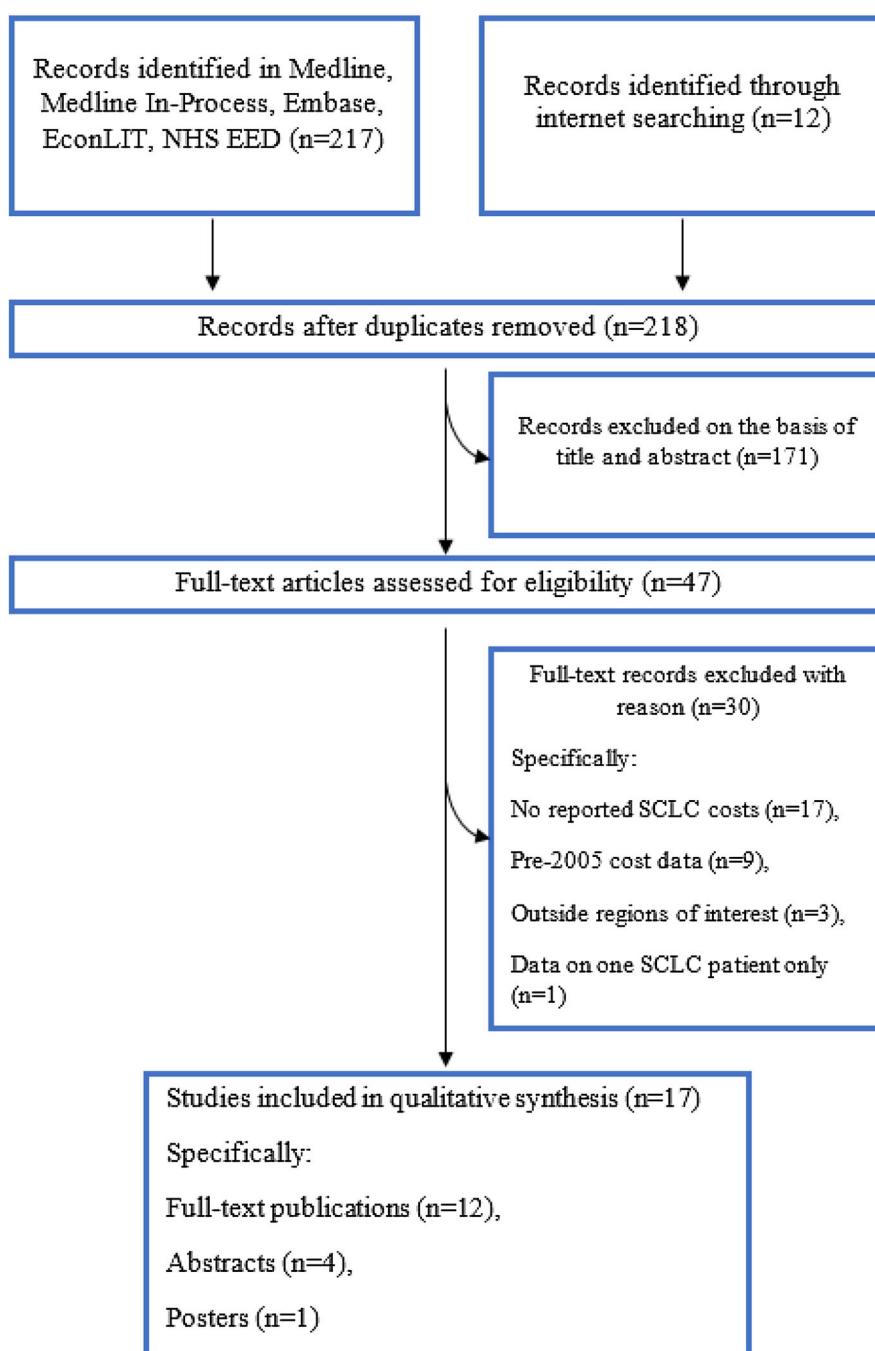 Records identified in Medline,
Medline In-Process, Embase,
EconLIT, NHS EED (n=217)
Records identified through
internet searching (n=12)
Records after duplicates removed (n=218)
Records excluded on the basis of
title and abstract (n=171)
Full-text articles assessed for eligibility (n=47)
Full-text records excluded with
reason (n=30)
Specifically:
No reported SCLC costs (n=17),
Pre-2005 cost data (n=9),
Outside regions of interest (n=3),
Data on one SCLC patient only
(n=1)
Studies included in qualitative synthesis (n=17)
Specifically:
Full-text publications (n=12),
Abstracts (n=4),
Posters (n=1)